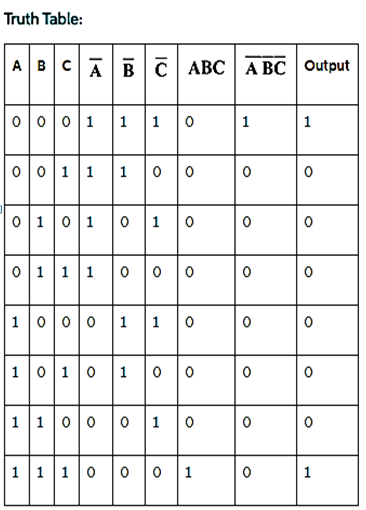 Truth Table:
A B C A̅ B̅ C̅ ABC A̅ B̅C̅ Output
0 0 0 1 1 1 0 1 1
0 0 1 1 1 0 0 0 0
0 1 0 1 0 1 0 0 0
0 1 1 1 0 0 0 0 0
1 0 0 0 1 1 0 0 0
1 0 1 0 1 0 0 0 0
1 1 0 0 0 1 0 0 0
1 1 1 0 0 0 1 0 1